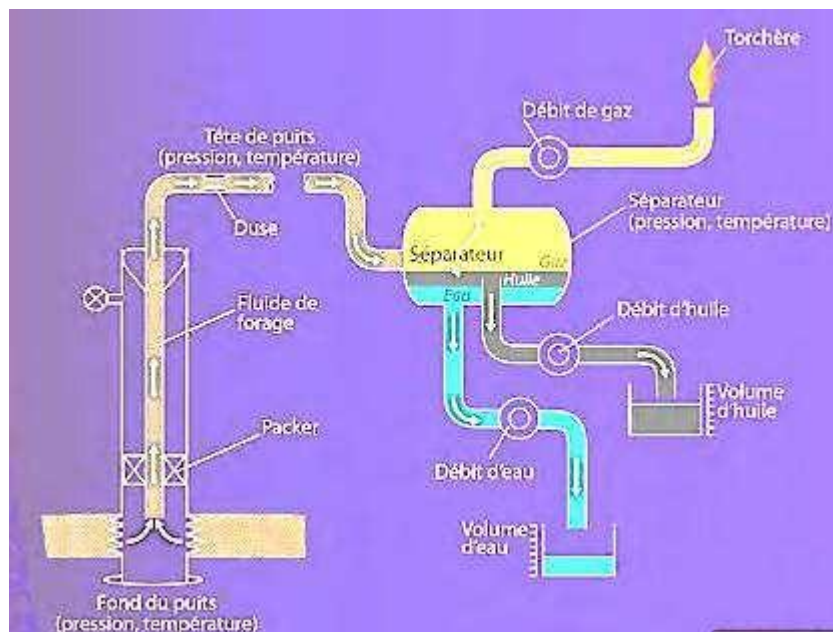 Torchère
Débit de gaz
Tête de puits
(pression, température)
Duse
Séparateur
(pression, température)
Séparateur
Gaz
Huile
Eau
Fluide de
forage
Débit d'huile
Volume
d'huile
Packer
Débit d'eau
Volume
d'eau
Fond du puits
(pression, température)